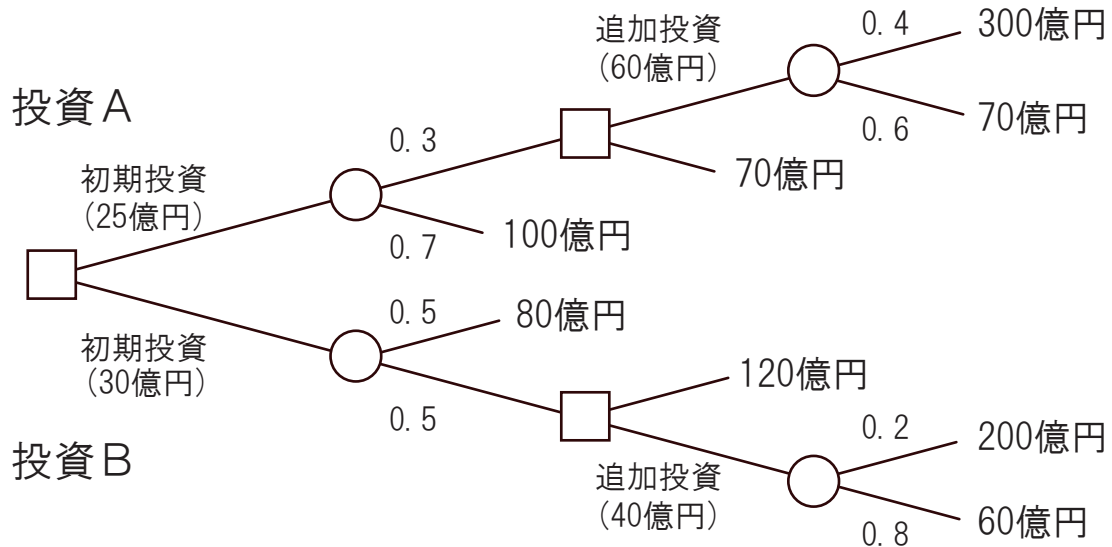 追加投資
（60億円）
0.4
300億円
投資A
0.6
70億円
0.3
70億円
初期投資
（25億円）
0.7
100億円
0.5
80億円
初期投資
（30億円）
0.5
120億円
投資B
追加投資
（40億円）
0.2
200億円
0.8
60億円